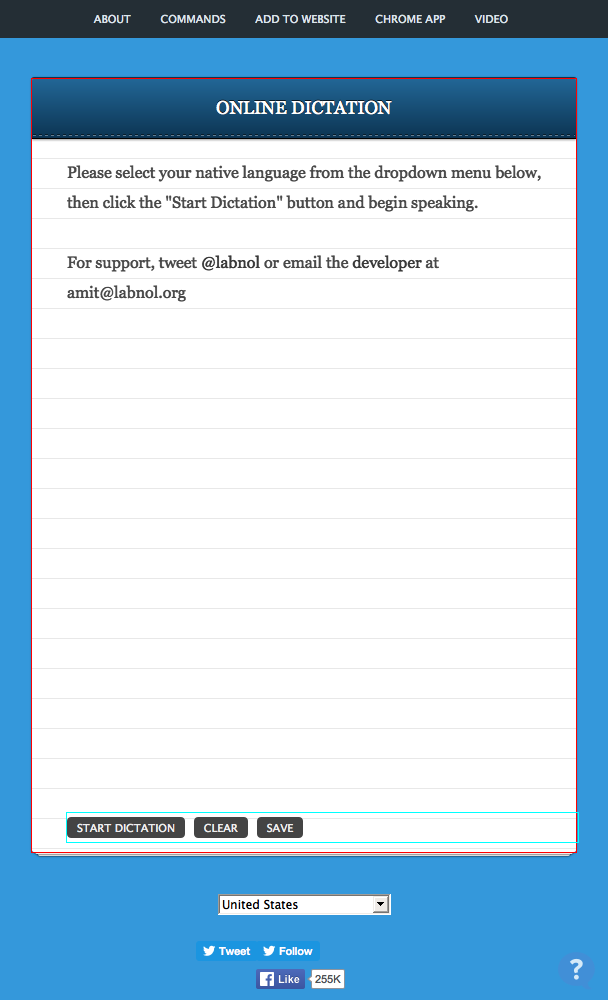 ABOUT COMMANDS ADD TO WEBSITE CHROME APP VIDEO
ONLINE DICTATION
Please select your native language from the dropdown menu below,
then click the "Start Dictation" button and begin speaking.
For support, tweet @labnol or email the developer at
amit@labnol.org
START DICTATION CLEAR SAVE
United States
Tweet Follow
Like 255K
?